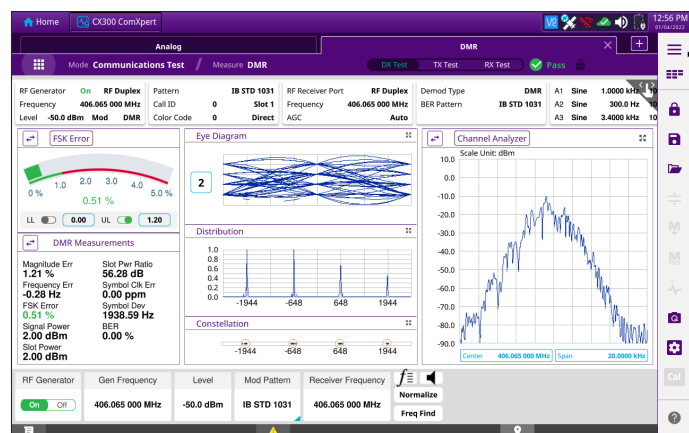 Home
CX300 ComXpert
12:56 PM
01/04/2022
Analog
DMR
Mode Communications Test / Measure DMR
DX Test
TX Test
RX Test
Pass
RF Generator On RF Duplex
Frequency 406.065 000 MHz
Level -50.0 dBm Mod DMR
Pattern IB STD 1031
Call ID 0 Slot 1
Color Code 0 Direct
RF Receiver Port RF Duplex
Frequency 406.065 000 MHz
AGC Auto
Demod Type DMR
BER Pattern IB STD 1031
A1 Sine 1.0000 kHz 10
A2 Sine 300.0 Hz 10
A3 Sine 3.4000 kHz 10
FSK Error
0 % 1.0 2.0 3.0 4.0 5.0 %
0.51 %
LL 0.00 UL 1.20
DMR Measurements
Magnitude Err
1.21 %
Frequency Err
-0.28 Hz
FSK Error
0.51 %
Signal Power
2.00 dBm
Slot Power
2.00 dBm
Slot Pwr Ratio
56.28 dB
Symbol Clk Err
0.00 ppm
Symbol Dev
1938.59 Hz
BER
0.00 %
Eye Diagram
2
Distribution
1.0
0.8
0.6
0.4
0.2
0.0
-1944 -648 648 1944
Constellation
-1944 -648 648 1944
Channel Analyzer
Scale Unit: dBm
10.0
0.0
-10.0
-20.0
-30.0
-40.0
-50.0
-60.0
-70.0
-80.0
-90.0
Center 406.065 000 MHz
Span 20.0000 kHz
RF Generator
On Off
Gen Frequency
406.065 000 MHz
Level
-50.0 dBm
Mod Pattern
IB STD 1031
Receiver Frequency
406.065 000 MHz
Normalize
Freq Find
M
M
Cal